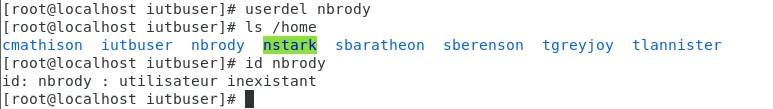 [root@localhost iutbuser]# userdel nbrody
[root@localhost iutbuser]# ls /home
cmathison  iutbuser  nbrody  nstark  sbaratheon  sberenson  tgreyjoy  tlannister
[root@localhost iutbuser]# id nbrody
id: nbrody : utilisateur inexistant
[root@localhost iutbuser]#